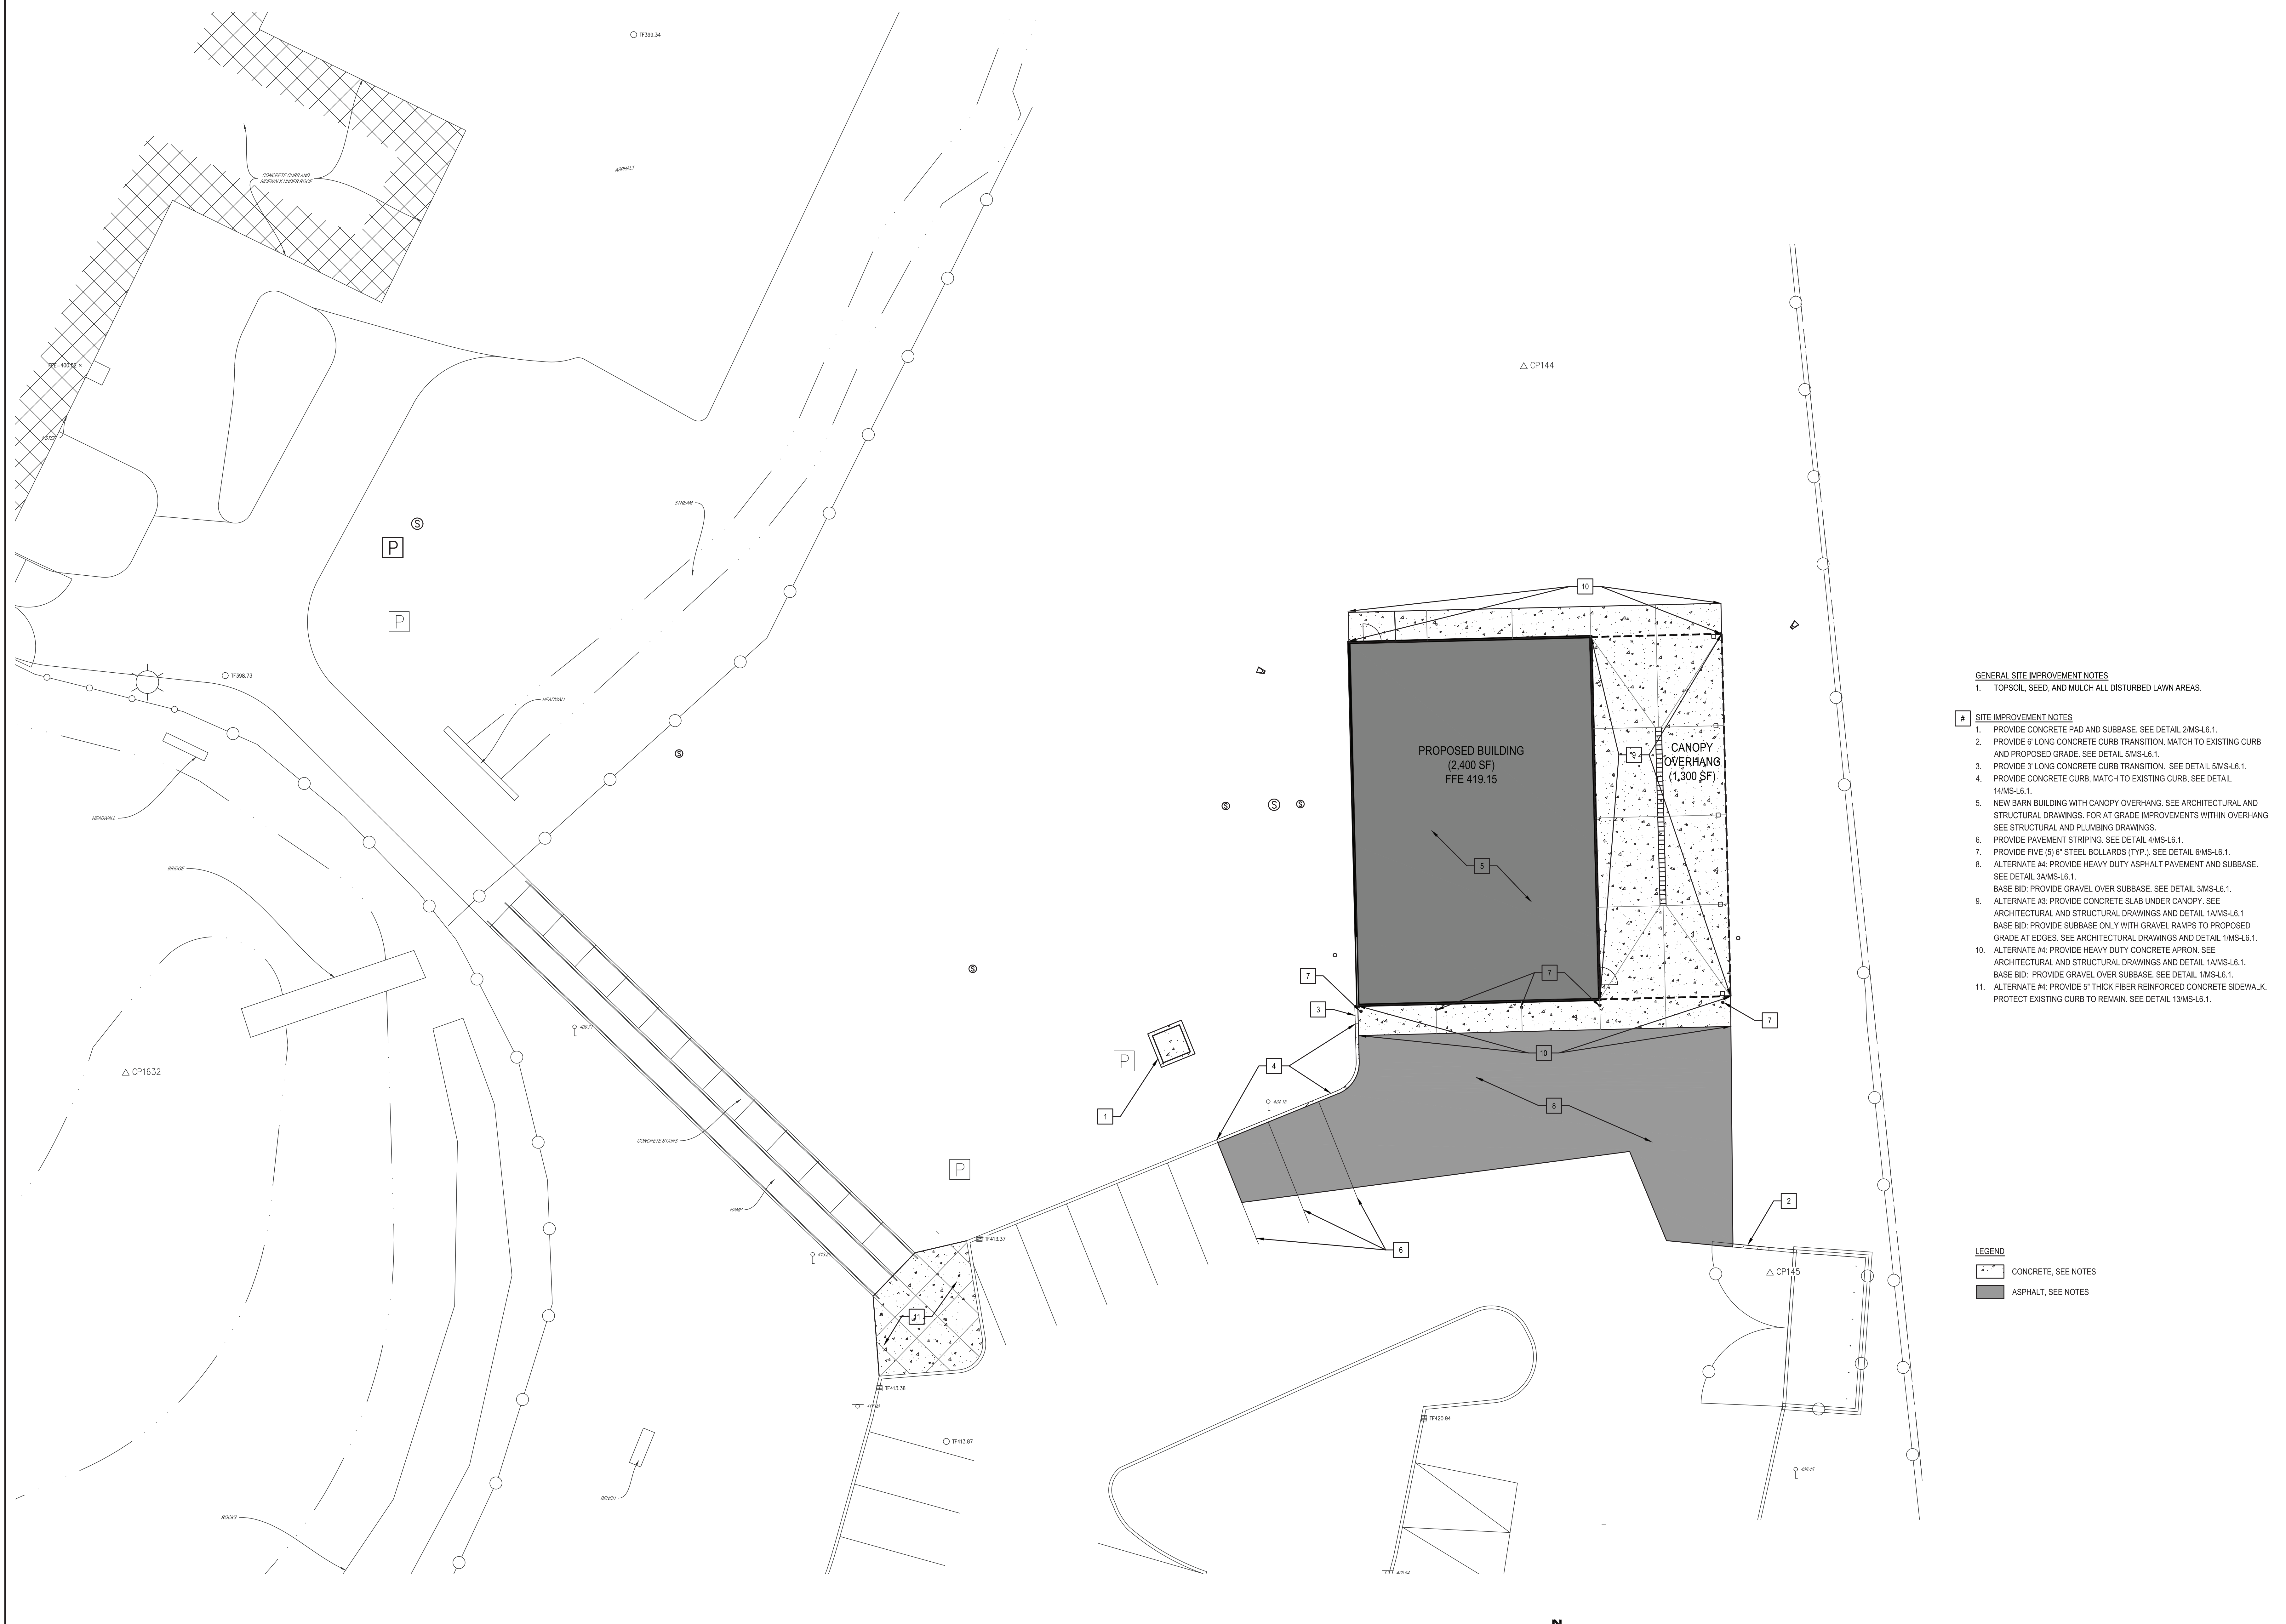 TF399.34
ASPHALT
CONCRETE CURB AND
SIDEWALK UNDER ROOF
STEP
STREAM
CP144
S
P
P
TF398.73
HEADWALL
S
HEADWALL
BRIDGE
CP1632
CONCRETE STAIRS
RAMP
BENCH
ROCKS
S
S
S
S
P
P
TF413.37
TF413.36
TF413.87
TF420.94
CP145
424.13
10
PROPOSED BUILDING
(2,400 SF)
FFE 419.15
CANOPY
OVERHANG
(1,300 SF)
9
5
7
7
3
7
10
4
1
8
2
6
11
GENERAL SITE IMPROVEMENT NOTES
1. TOPSOIL, SEED, AND MULCH ALL DISTURBED LAWN AREAS.
# SITE IMPROVEMENT NOTES
1. PROVIDE CONCRETE PAD AND SUBBASE. SEE DETAIL 2/MS-L6.1.
2. PROVIDE 6' LONG CONCRETE CURB TRANSITION. MATCH TO EXISTING CURB
AND PROPOSED GRADE. SEE DETAIL 5/MS-L6.1.
3. PROVIDE 3' LONG CONCRETE CURB TRANSITION. SEE DETAIL 5/MS-L6.1.
4. PROVIDE CONCRETE CURB, MATCH TO EXISTING CURB. SEE DETAIL
14/MS-L6.1.
5. NEW BARN BUILDING WITH CANOPY OVERHANG. SEE ARCHITECTURAL AND
STRUCTURAL DRAWINGS. FOR AT GRADE IMPROVEMENTS WITHIN OVERHANG
SEE STRUCTURAL AND PLUMBING DRAWINGS.
6. PROVIDE PAVEMENT STRIPING. SEE DETAIL 4/MS-L6.1.
7. PROVIDE FIVE (5) 6" STEEL BOLLARDS (TYP.). SEE DETAIL 6/MS-L6.1.
8. ALTERNATE #4: PROVIDE HEAVY DUTY ASPHALT PAVEMENT AND SUBBASE.
SEE DETAIL 3A/MS-L6.1.
BASE BID: PROVIDE GRAVEL OVER SUBBASE. SEE DETAIL 3/MS-L6.1.
9. ALTERNATE #3: PROVIDE CONCRETE SLAB UNDER CANOPY. SEE
ARCHITECTURAL AND STRUCTURAL DRAWINGS AND DETAIL 1A/MS-L6.1
BASE BID: PROVIDE SUBBASE ONLY WITH GRAVEL RAMPS TO PROPOSED
GRADE AT EDGES. SEE ARCHITECTURAL DRAWINGS AND DETAIL 1/MS-L6.1.
10. ALTERNATE #4: PROVIDE HEAVY DUTY CONCRETE APRON. SEE
ARCHITECTURAL AND STRUCTURAL DRAWINGS AND DETAIL 1A/MS-L6.1.
BASE BID: PROVIDE GRAVEL OVER SUBBASE. SEE DETAIL 1/MS-L6.1.
11. ALTERNATE #4: PROVIDE 5" THICK FIBER REINFORCED CONCRETE SIDEWALK.
PROTECT EXISTING CURB TO REMAIN. SEE DETAIL 13/MS-L6.1.
LEGEND
CONCRETE, SEE NOTES
ASPHALT, SEE NOTES